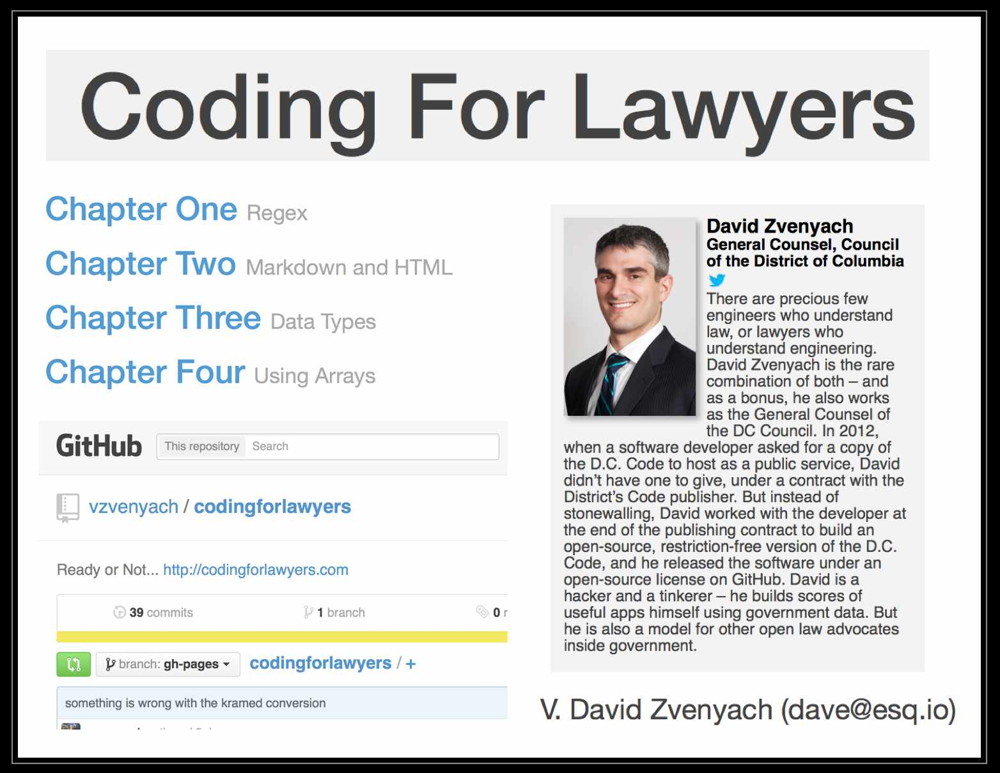 Coding For Lawyers
Chapter One Regex
Chapter Two Markdown and HTML
Chapter Three Data Types
Chapter Four Using Arrays
GitHub This repository Search
vzvenyach / codingforlawyers
Ready or Not... http://codingforlawyers.com
39 commits 1 branch 0 r
branch: gh-pages codingforlawyers / +
something is wrong with the kramed conversion
David Zvenyach
General Counsel, Council
of the District of Columbia
There are precious few
engineers who understand
law, or lawyers who
understand engineering.
David Zvenyach is the rare
combination of both – and
as a bonus, he also works
as the General Counsel of
the DC Council. In 2012,
when a software developer asked for a copy of
the D.C. Code to host as a public service, David
didn’t have one to give, under a contract with the
District’s Code publisher. But instead of
stonewalling, David worked with the developer at
the end of the publishing contract to build an
open-source, restriction-free version of the D.C.
Code, and he released the software under an
open-source license on GitHub. David is a
hacker and a tinkerer – he builds scores of
useful apps himself using government data. But
he is also a model for other open law advocates
inside government.
V. David Zvenyach (dave@esq.io)